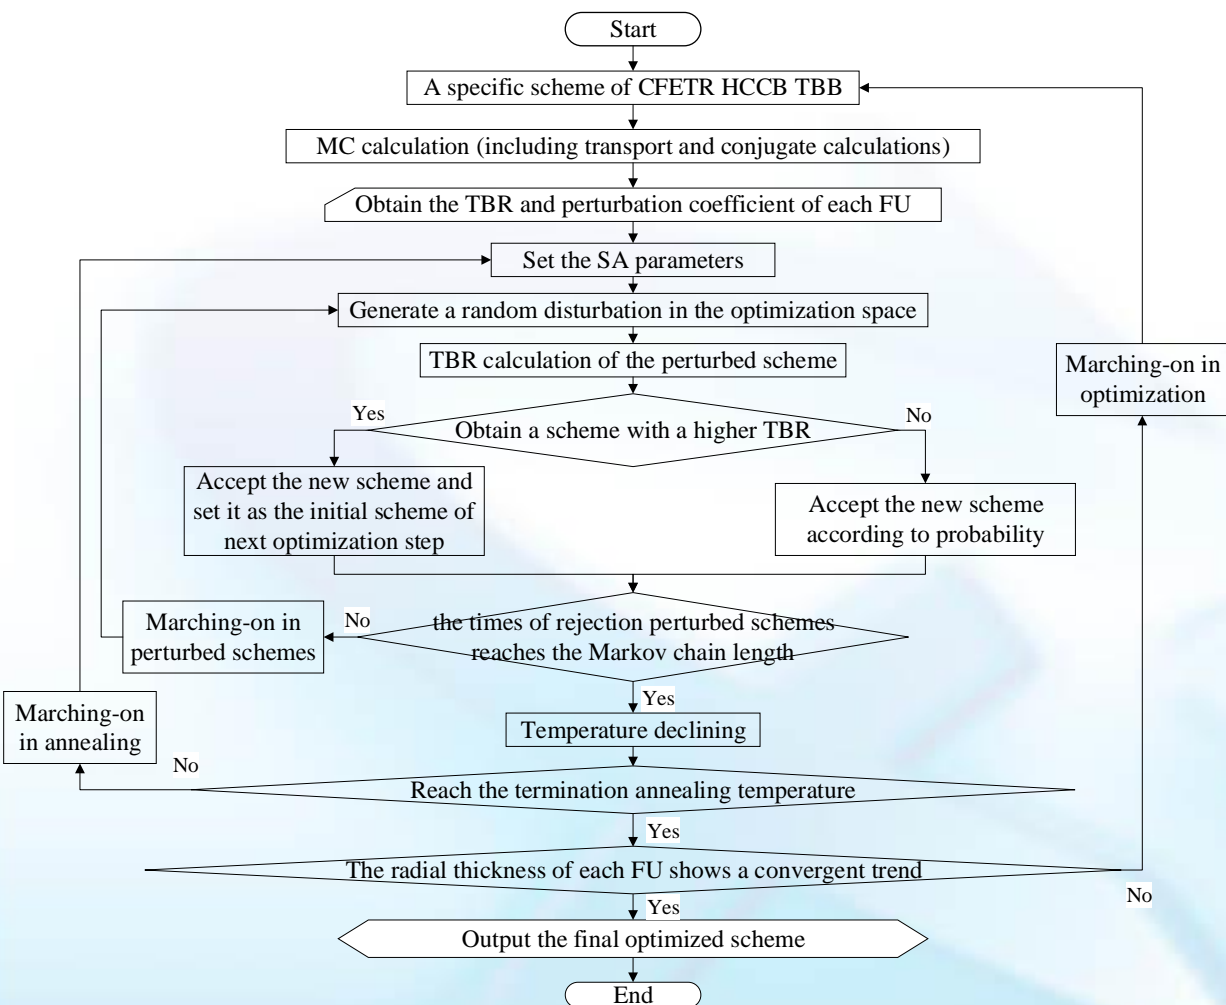 Start
A specific scheme of CFETR HCCB TBB
MC calculation (including transport and conjugate calculations)
Obtain the TBR and perturbation coefficient of each FU
Set the SA parameters
Generate a random disturbation in the optimization space
TBR calculation of the perturbed scheme
Marching-on in
optimization
Yes
No
Obtain a scheme with a higher TBR
Accept the new scheme and
set it as the initial scheme of
next optimization step
Accept the new scheme
according to probability
Marching-on in
perturbed schemes
No
the times of rejection perturbed schemes
reaches the Markov chain length
Yes
Marching-on
in annealing
Temperature declining
No
Reach the termination annealing temperature
Yes
The radial thickness of each FU shows a convergent trend
No
Yes
Output the final optimized scheme
End